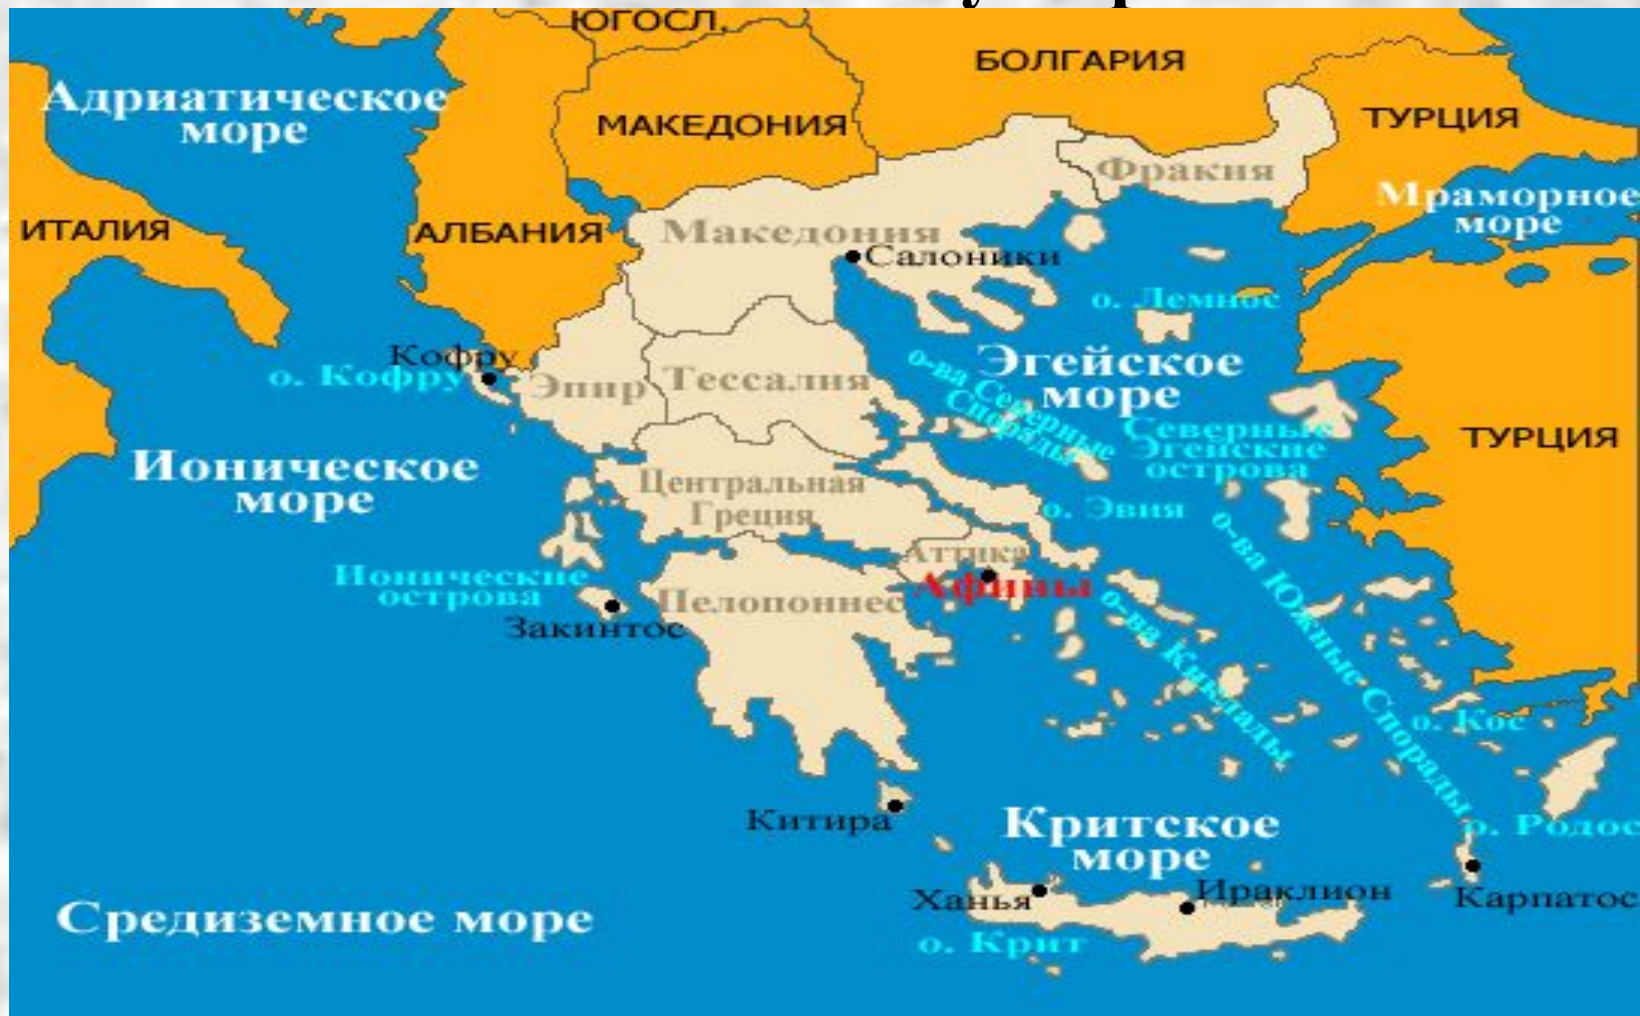 ЮГОСЛ.
БОЛГАРИЯ
Адриатическое
море
МАКЕДОНИЯ
ТУРЦИЯ
Фракия
Мраморное
море
ИТАЛИЯ
АЛБАНИЯ
Македония
Салоники
о. Лемнос
Кофру
о. Кофру
Эпир
Тессалия
Эгейское
море
о-ва Северные
Спорады
Северные
Эгейские
острова
ТУРЦИЯ
Ионическое
море
Центральная
Греция
о. Эвия
Аттика
Афины
Ионические
острова
Пелопоннес
Закинтос
о-ва Киклады
о-ва Южные Спорады
о. Кос
Китира
Критское
море
о. Родос
Ханья
Ираклион
Карпатос
Средиземное море
о. Крит